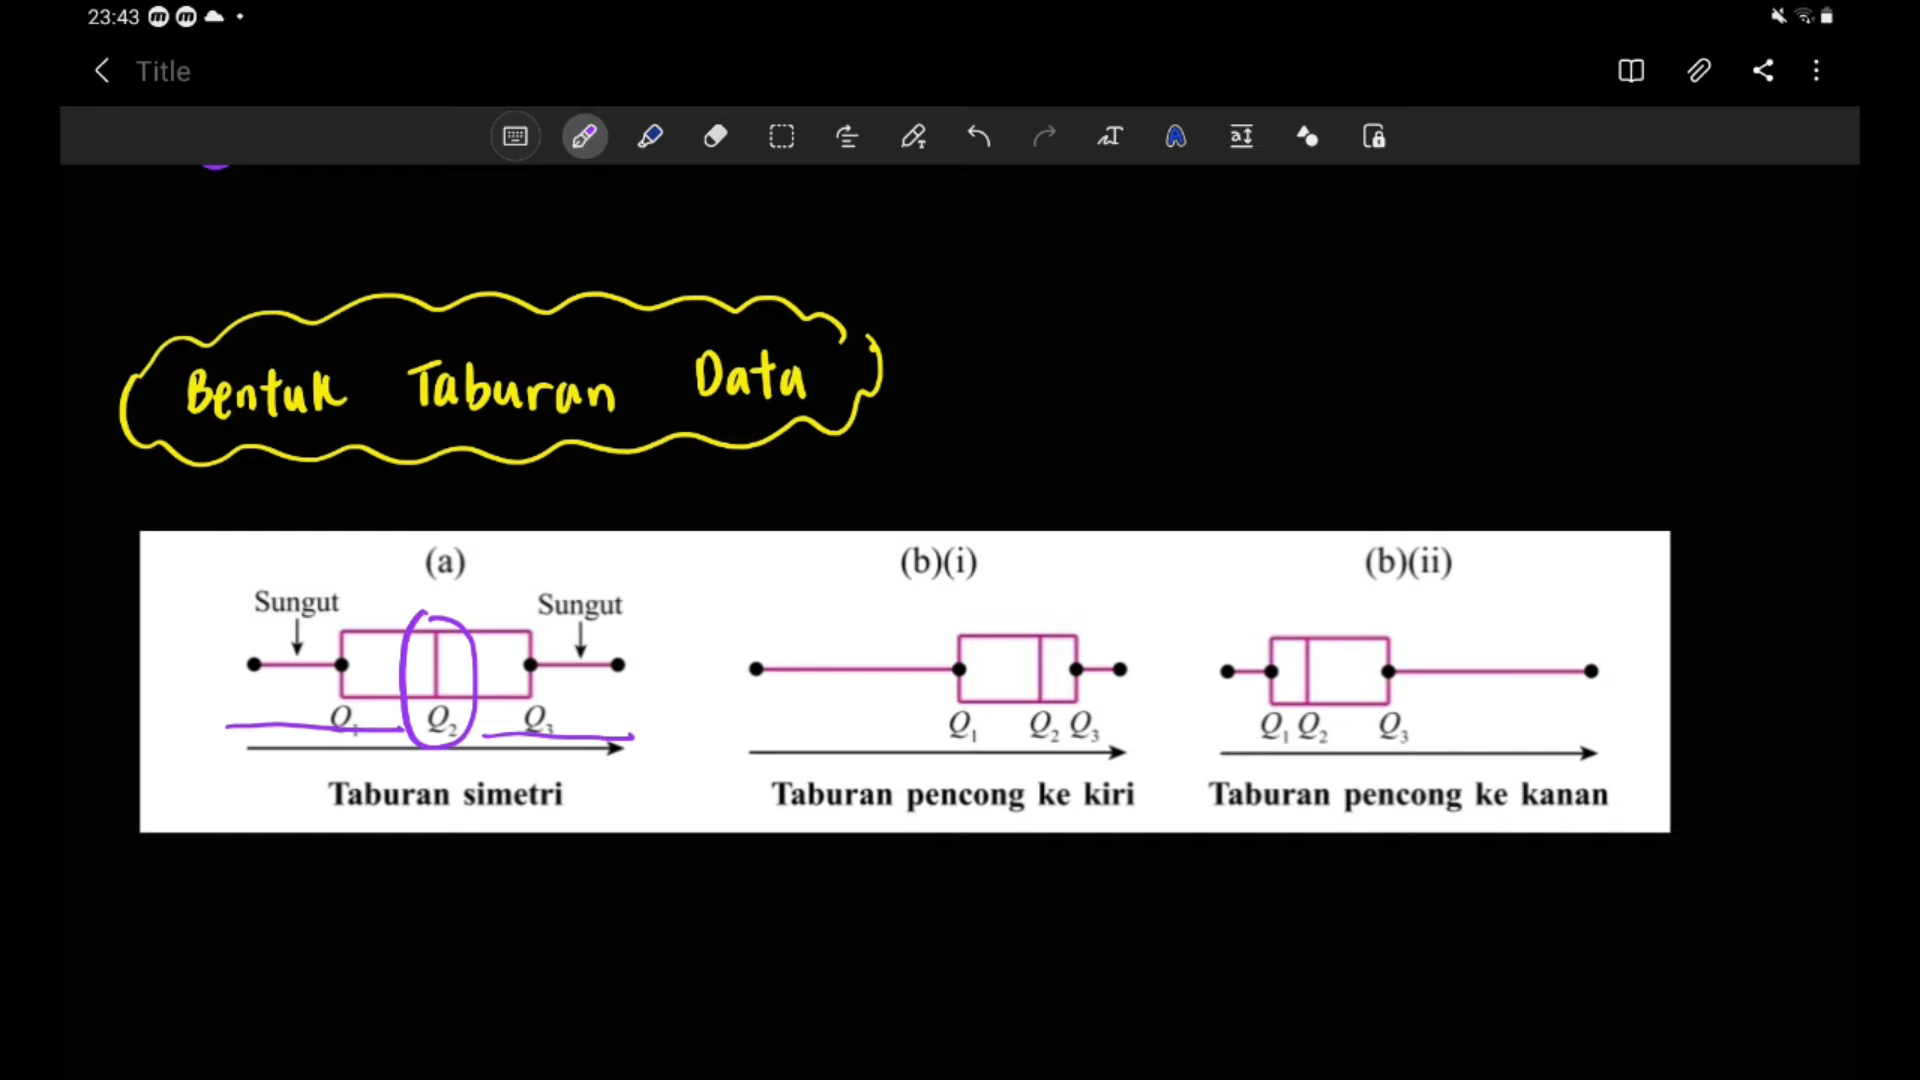 23:43
Title
Bentuk Taburan Data
(a) (b)(i) (b)(ii)
Sungut Sungut
Q₁ Q₂ Q₃ Q₁ Q₂ Q₃ Q₁ Q₂ Q₃
Taburan simetri Taburan pencong ke kiri Taburan pencong ke kanan